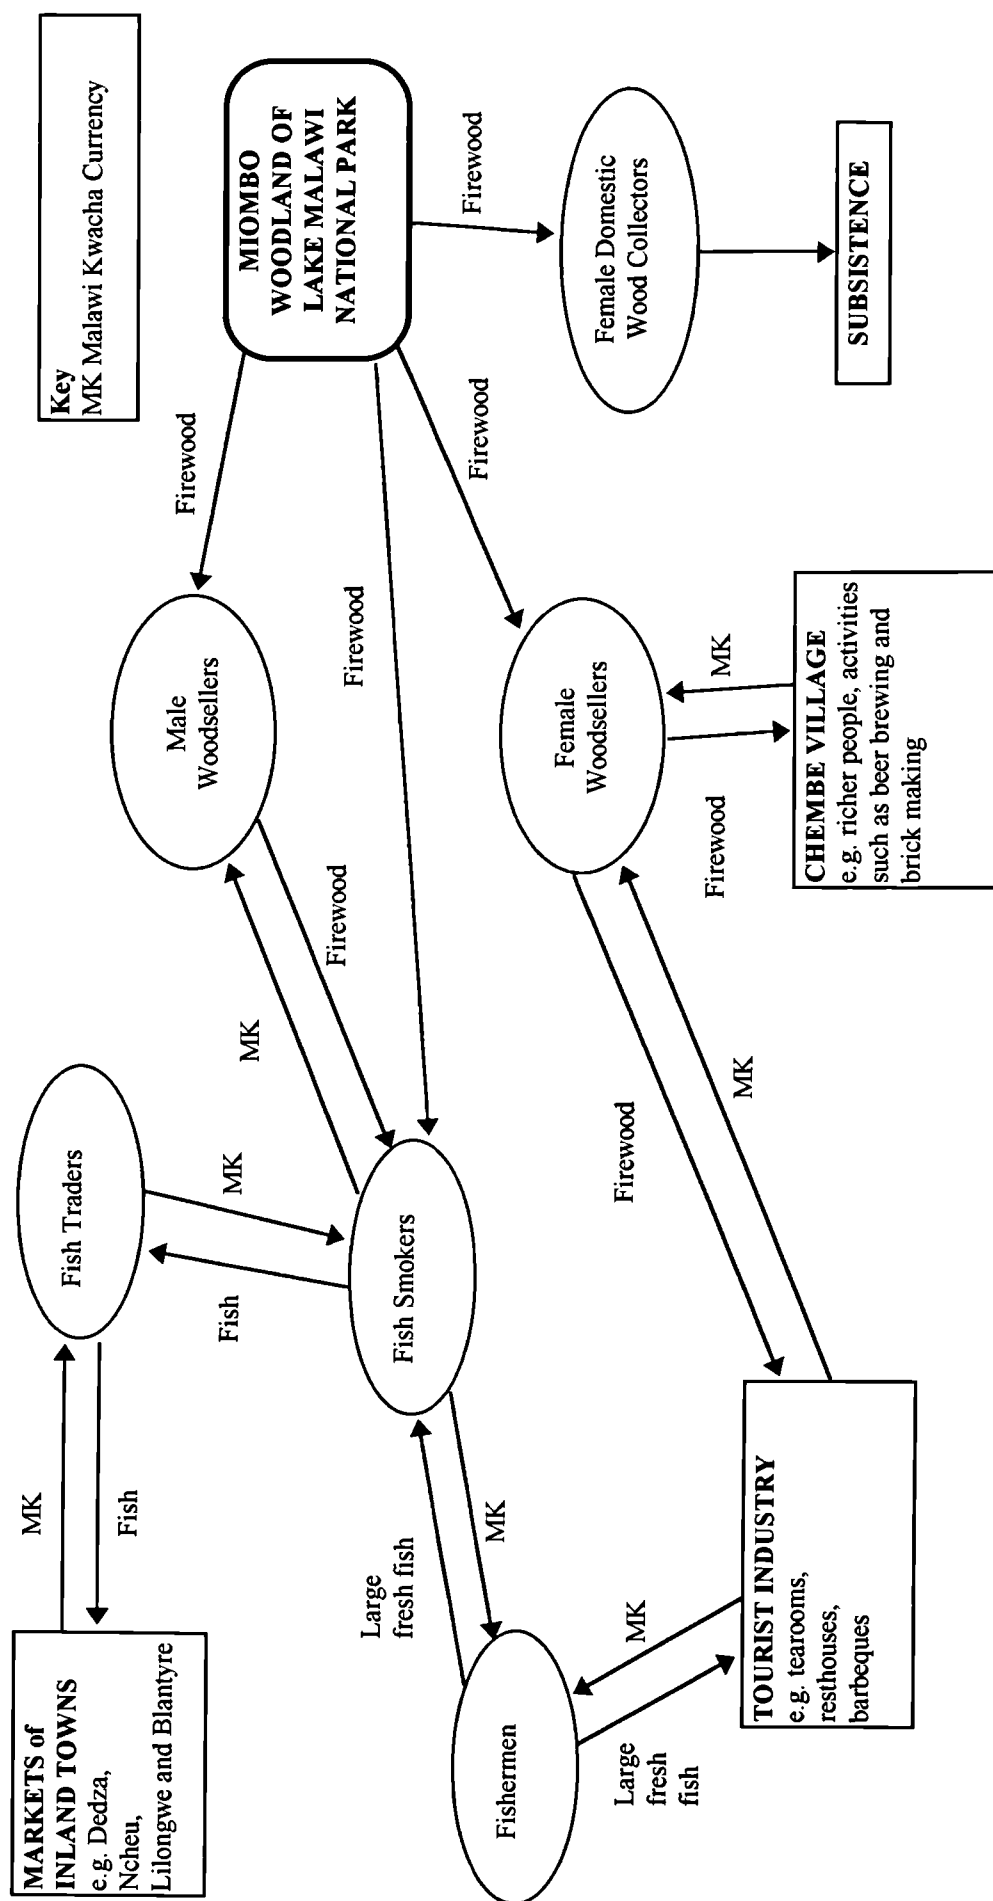 MARKETS of
INLAND TOWNS
e.g. Dedza,
Ncheu,
Lilongwe and Blantyre
MK
Fish
Fish Traders
Key
MK Malawi Kwacha Currency
Fish
MK
MK
Firewood
Male
Woodsellers
Firewood
MIOMBO
WOODLAND OF
LAKE MALAWI
NATIONAL PARK
Large
fresh fish
MK
Fish Smokers
Firewood
Fishermen
Large
fresh
fish
MK
Firewood
MK
Female
Woodsellers
Firewood
Firewood
Female Domestic
Wood Collectors
TOURIST INDUSTRY
e.g. tearooms,
resthouses,
barbeques
Firewood
MK
CHEMBE VILLAGE
e.g. richer people, activities
such as beer brewing and
brick making
SUBSISTENCE